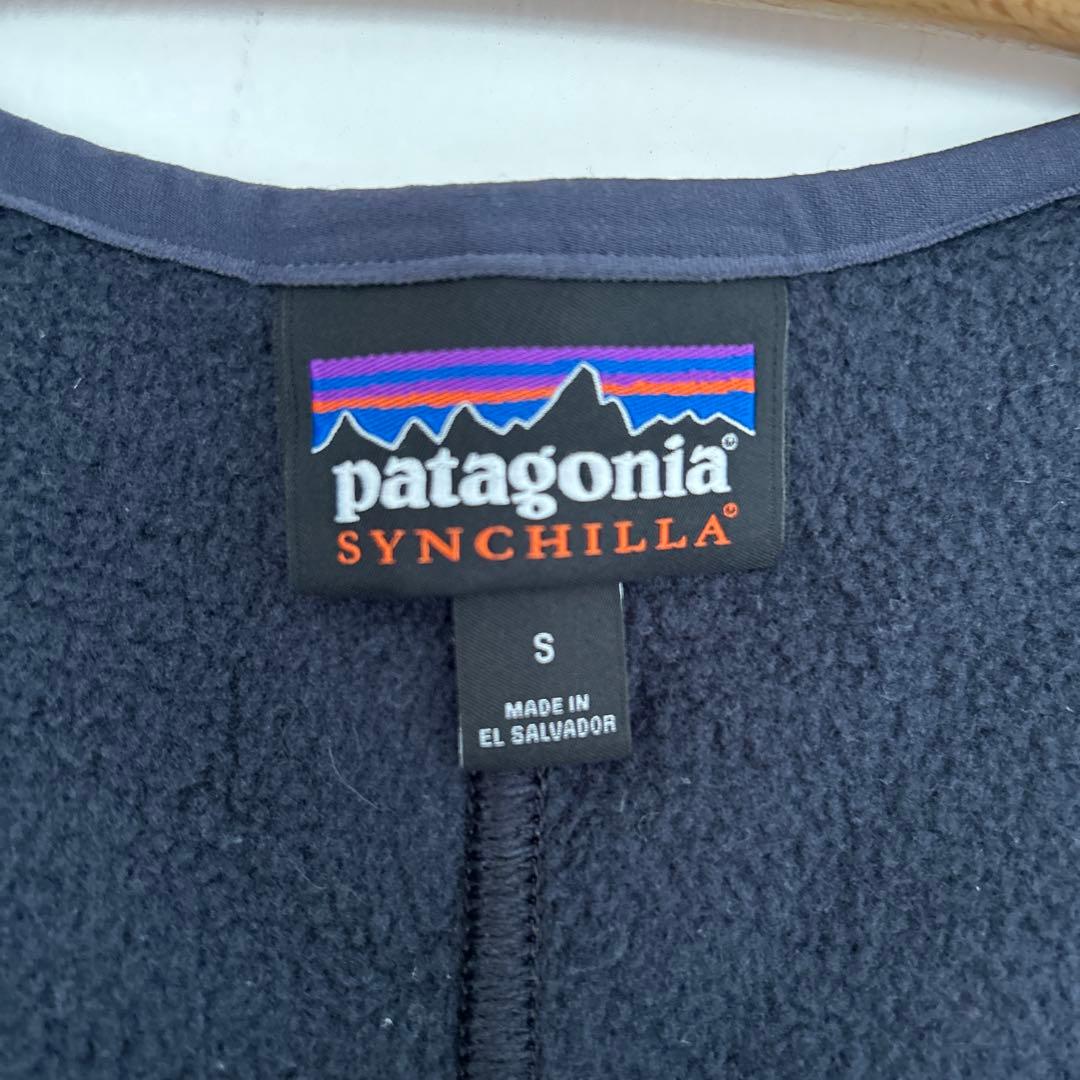 patagonia®
SYNCHILLA®
S
MADE IN
EL SALVADOR